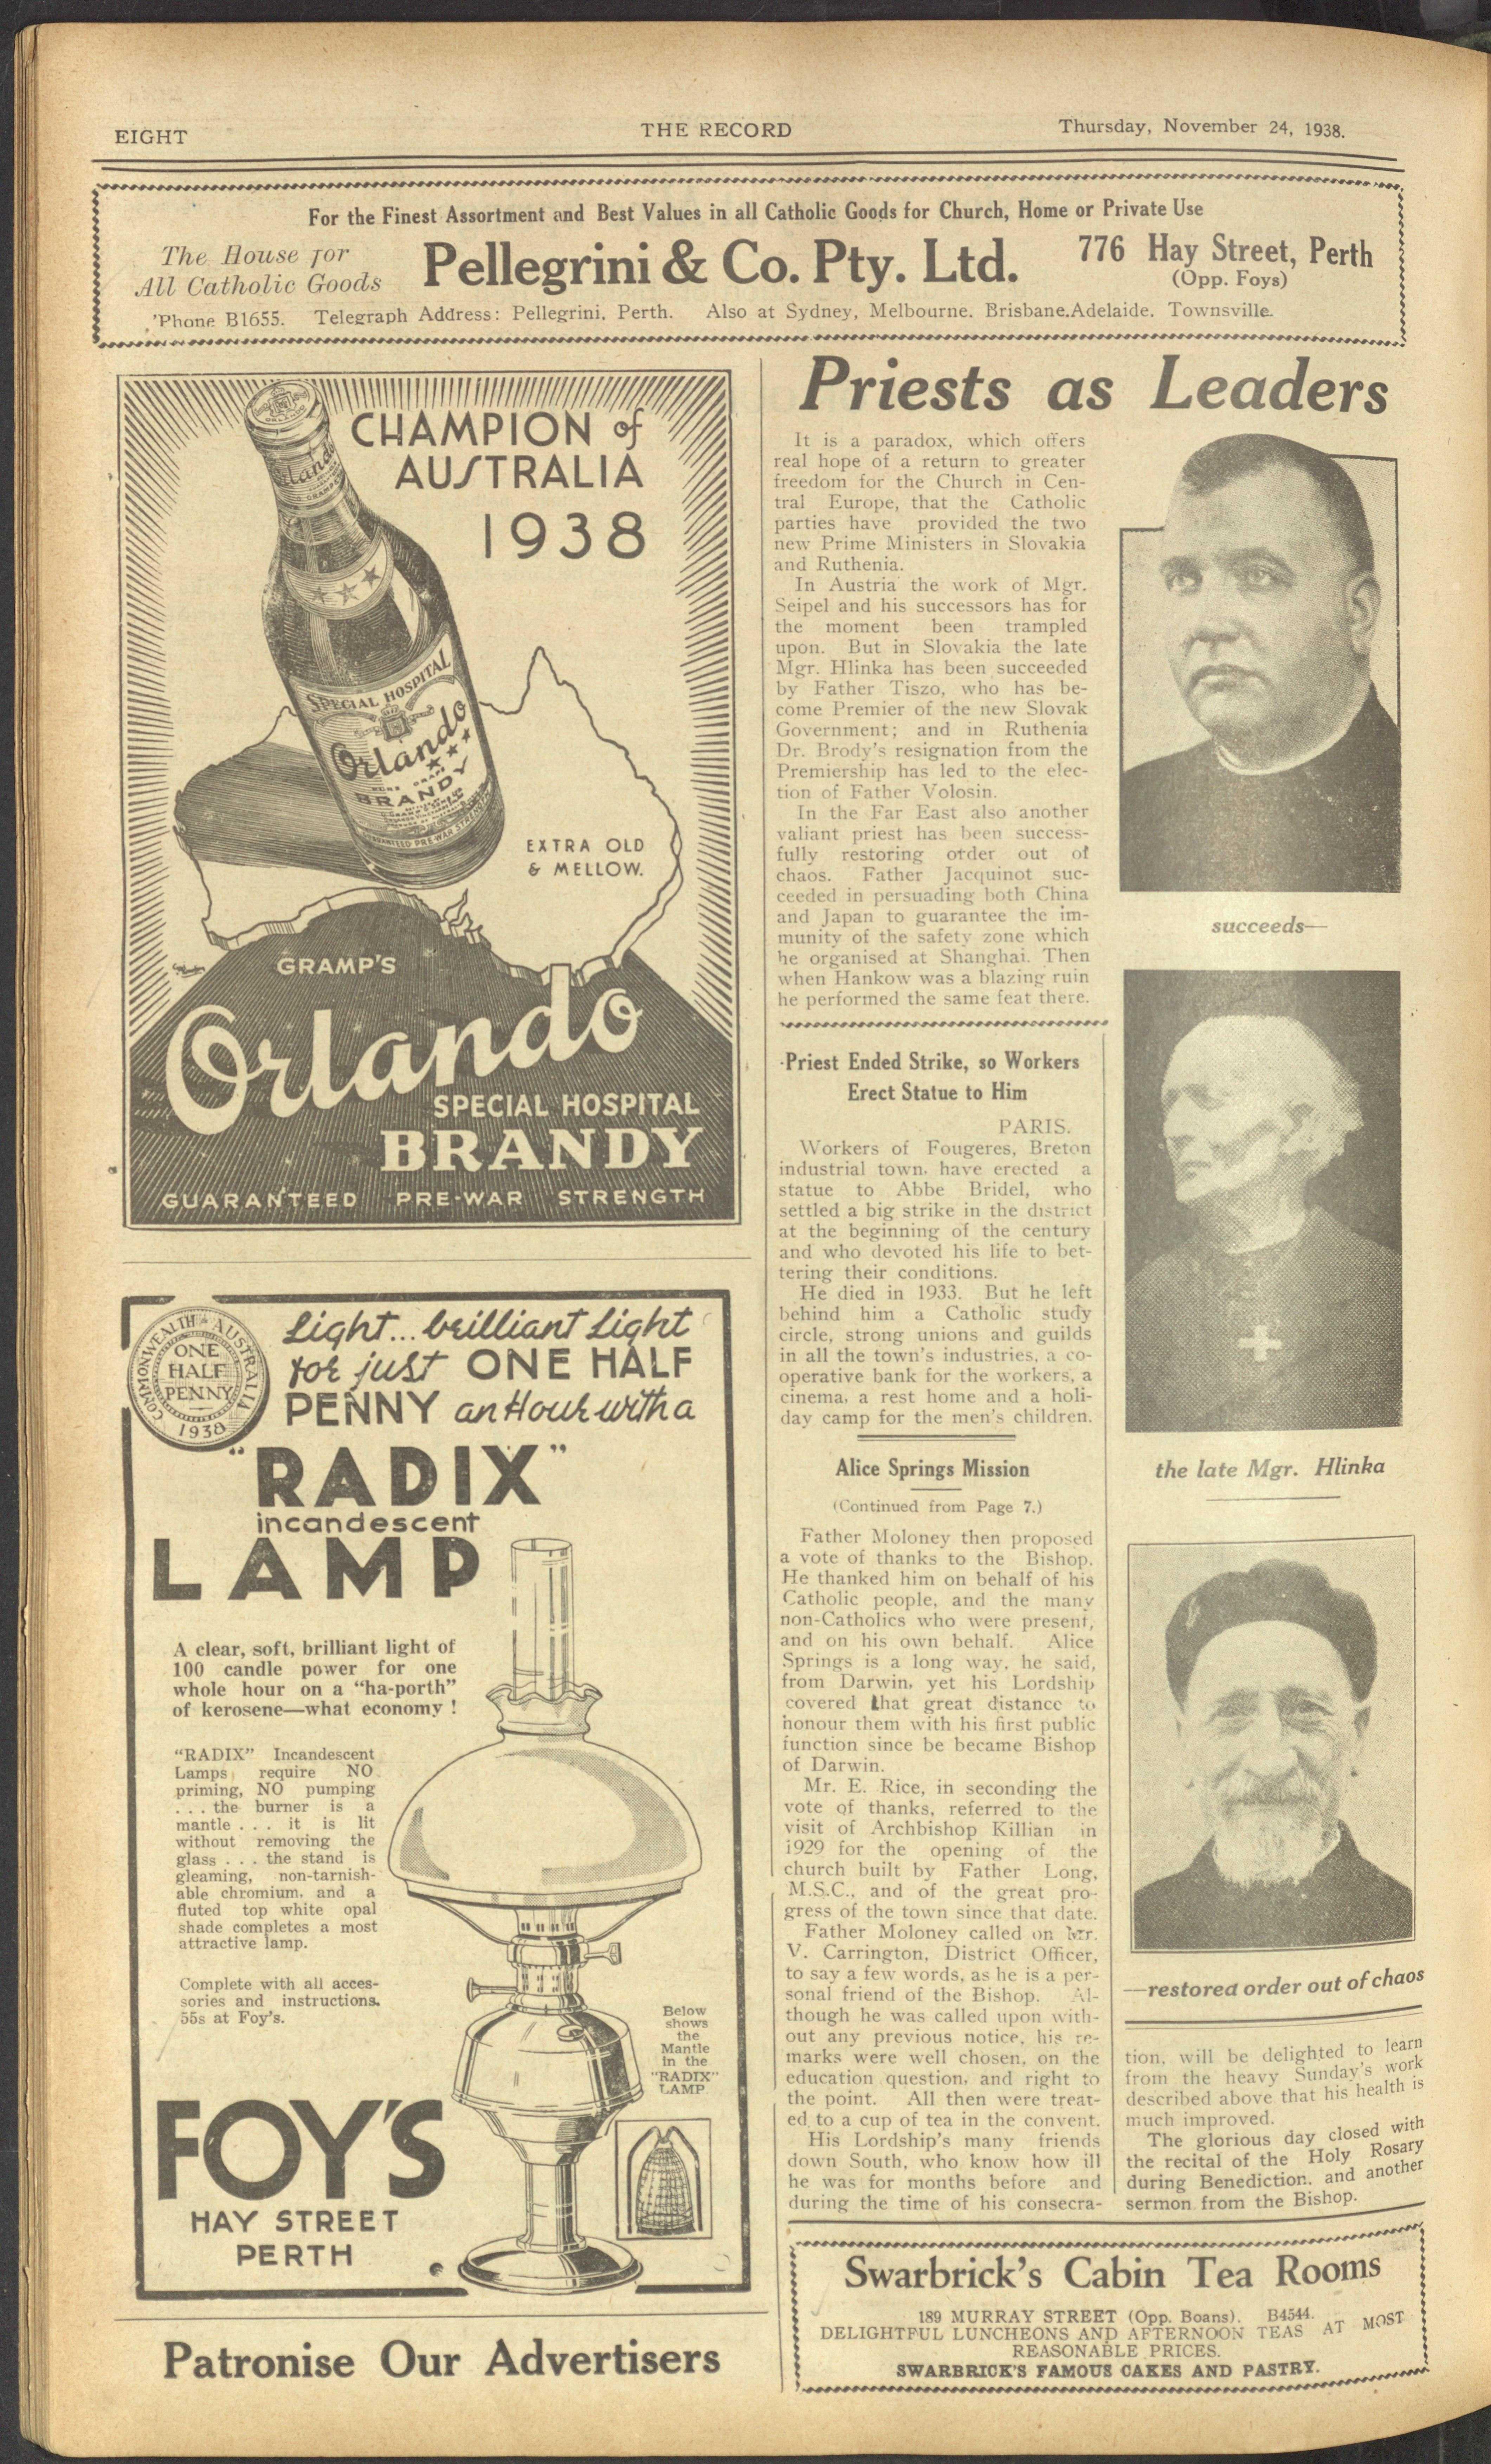 EIGHT
THE RECORD
Thursday, November 24, 1938.
For the Finest Assortment and Best Values in all Catholic Goods for Church, Home or Private Use
The House for
All Catholic Goods
Pellegrini & Co. Pty. Ltd.
776 Hay Street, Perth
(Opp. Foys)
'Phone B1655. Telegraph Address: Pellegrini, Perth. Also at Sydney, Melbourne. Brisbane.Adelaide. Townsville.
CHAMPION of
AUSTRALIA
1938
SPECIAL HOSPITAL
Orlando
BRANDY
EXTRA OLD
& MELLOW.
GRAMP'S
Orlando
SPECIAL HOSPITAL
BRANDY
GUARANTEED PRE-WAR STRENGTH
COMMONWEALTH OF AUSTRALIA
ONE
HALF
PENNY
1938
Light... brilliant light
for just ONE HALF
PENNY an Hour with a
"RADIX"
incandescent
LAMP
A clear, soft, brilliant light of
100 candle power for one
whole hour on a "ha-porth"
of kerosene—what economy !
"RADIX" Incandescent
Lamps require NO
priming, NO pumping
. . . the burner is a
mantle . . . it is lit
without removing the
glass . . . the stand is
gleaming, non-tarnish-
able chromium, and a
fluted top white opal
shade completes a most
attractive lamp.
Complete with all acces-
sories and instructions.
55s at Foy's.
Below
shows
the
Mantle
in the
"RADIX"
LAMP
FOY'S
HAY STREET
PERTH
Patronise Our Advertisers
Priests as Leaders
It is a paradox, which offers
real hope of a return to greater
freedom for the Church in Cen-
tral Europe, that the Catholic
parties have provided the two
new Prime Ministers in Slovakia
and Ruthenia.
In Austria the work of Mgr.
Seipel and his successors has for
the moment been trampled
upon. But in Slovakia the late
Mgr. Hlinka has been succeeded
by Father Tiszo, who has be-
come Premier of the new Slovak
Government; and in Ruthenia
Dr. Brody's resignation from the
Premiership has led to the elec-
tion of Father Volosin.
In the Far East also another
valiant priest has been success-
fully restoring order out of
chaos. Father Jacquinot suc-
ceeded in persuading both China
and Japan to guarantee the im-
munity of the safety zone which
he organised at Shanghai. Then
when Hankow was a blazing ruin
he performed the same feat there.
Priest Ended Strike, so Workers
Erect Statue to Him
PARIS.
Workers of Fougeres, Breton
industrial town, have erected a
statue to Abbe Bridel, who
settled a big strike in the district
at the beginning of the century
and who devoted his life to bet-
tering their conditions.
He died in 1933. But he left
behind him a Catholic study
circle, strong unions and guilds
in all the town's industries, a co-
operative bank for the workers, a
cinema, a rest home and a holi-
day camp for the men's children.
Alice Springs Mission
(Continued from Page 7.)
Father Moloney then proposed
a vote of thanks to the Bishop.
He thanked him on behalf of his
Catholic people, and the many
non-Catholics who were present,
and on his own behalf. Alice
Springs is a long way, he said,
from Darwin, yet his Lordship
covered that great distance to
honour them with his first public
function since be became Bishop
of Darwin.
Mr. E. Rice, in seconding the
vote of thanks, referred to the
visit of Archbishop Killian in
1929 for the opening of the
church built by Father Long,
M.S.C., and of the great pro-
gress of the town since that date.
Father Moloney called on Mr.
V. Carrington, District Officer,
to say a few words, as he is a per-
sonal friend of the Bishop. Al-
though he was called upon with-
out any previous notice, his re-
marks were well chosen, on the
education question, and right to
the point. All then were treat-
ed to a cup of tea in the convent.
His Lordship's many friends
down South, who know how ill
he was for months before and
during the time of his consecra-
succeeds—
the late Mgr. Hlinka
—restored order out of chaos
tion, will be delighted to learn
from the heavy Sunday's work
described above that his health is
much improved.
The glorious day closed with
the recital of the Holy Rosary
during Benediction. and another
sermon from the Bishop.
Swarbrick's Cabin Tea Rooms
189 MURRAY STREET (Opp. Boans). B4544.
DELIGHTFUL LUNCHEONS AND AFTERNOON TEAS AT MOST
REASONABLE PRICES.
SWARBRICK'S FAMOUS CAKES AND PASTRY.